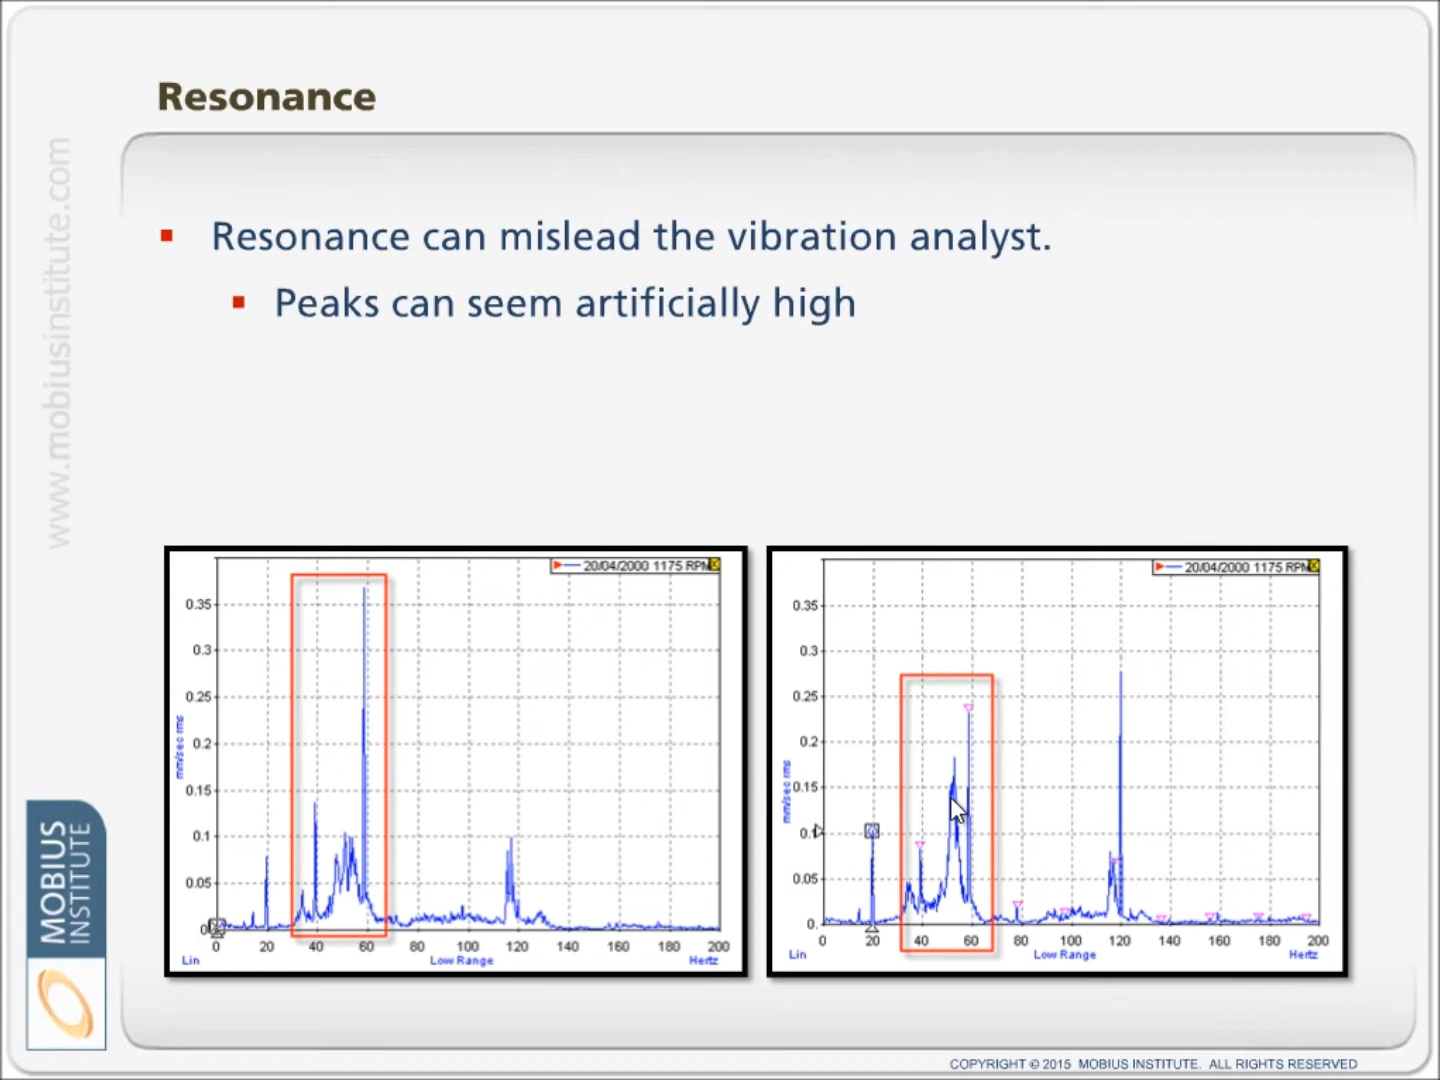 Resonance
www.mobiusinstitute.com
Resonance can mislead the vibration analyst.
Peaks can seem artificially high
20/04/2000 1175 RPM
0.35
0.3
0.25
0.2
0.15
0.1
0.05
0
mm/sec rms
0 20 40 60 80 100 120 140 160 180 200
Lin Low Range Hertz
20/04/2000 1175 RPM
0.35
0.3
0.25
0.2
0.15
0.1
0.05
0.
mm/sec rms
0 20 40 60 80 100 120 140 160 180 200
Lin Low Range Hertz
MOBIUS
INSTITUTE
COPYRIGHT © 2015 MOBIUS INSTITUTE. ALL RIGHTS RESERVED